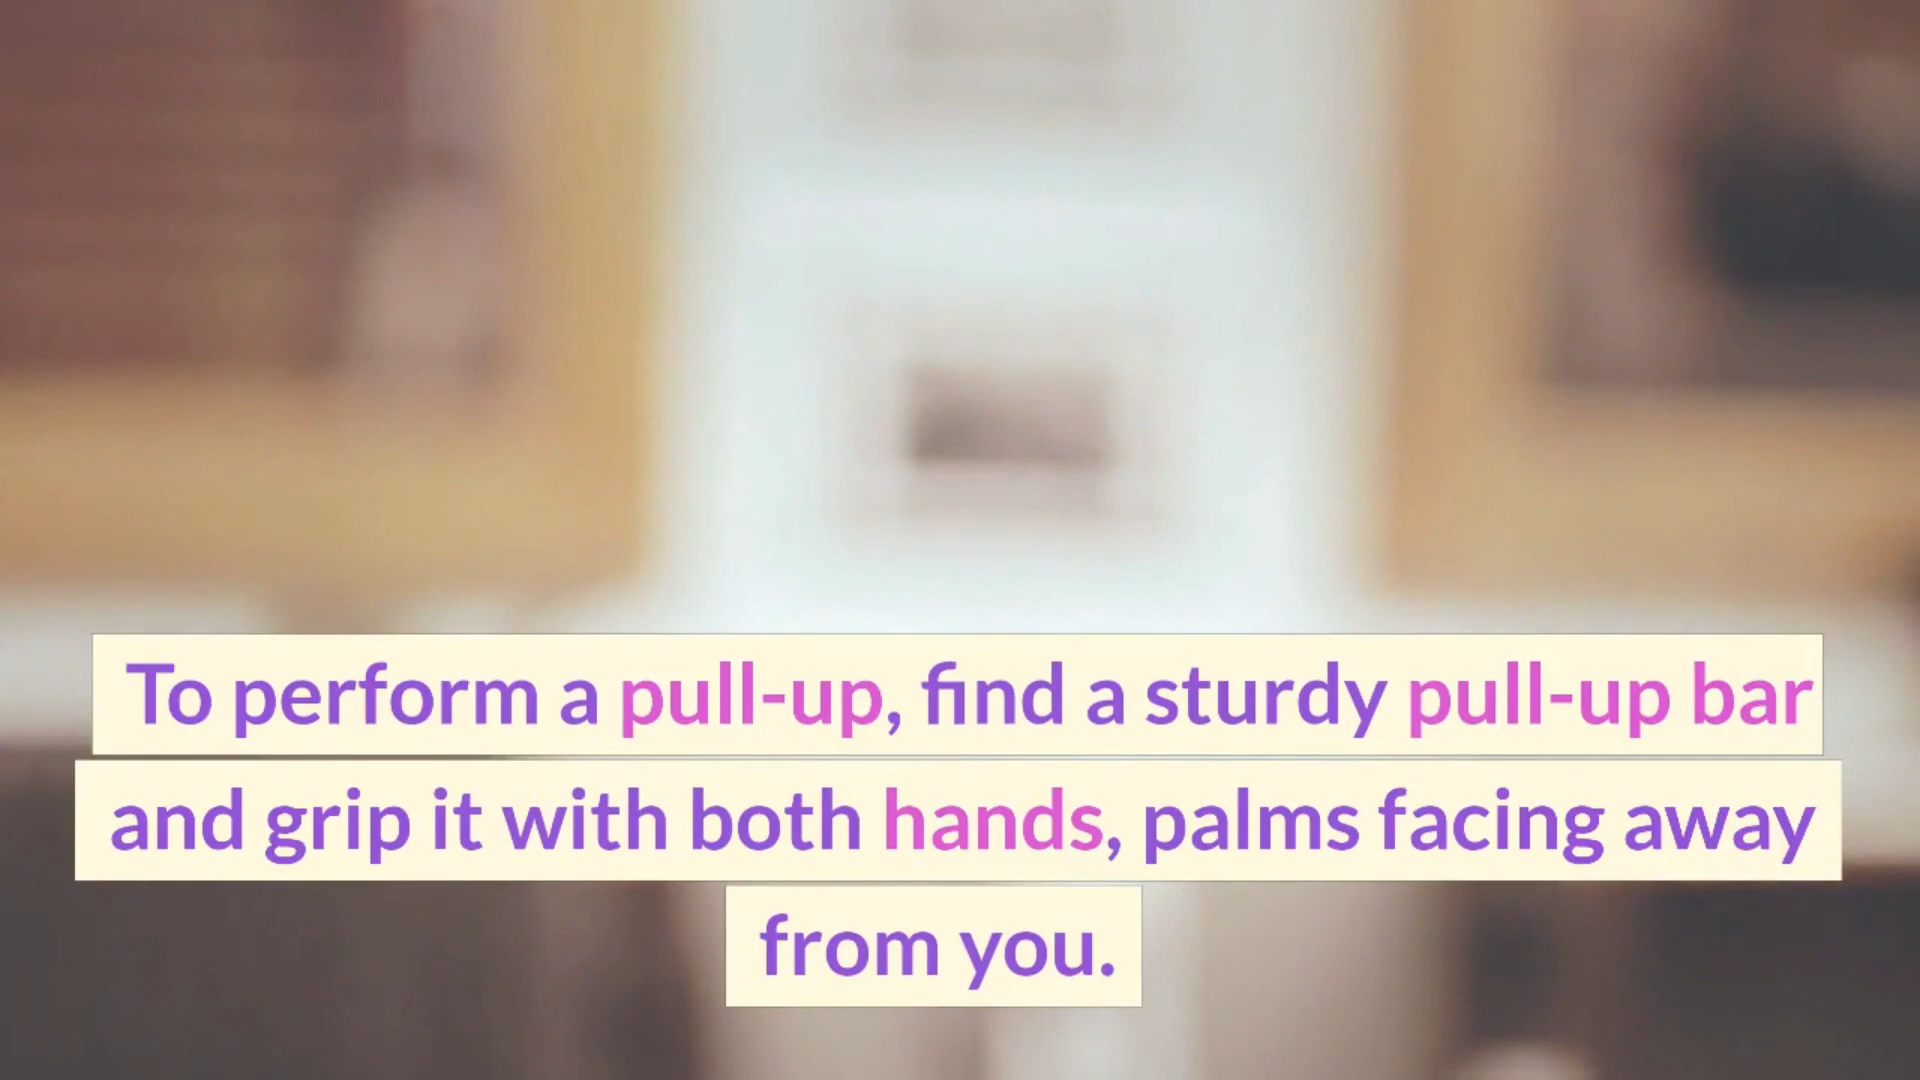 To perform a pull-up, find a sturdy pull-up bar
and grip it with both hands, palms facing away
from you.